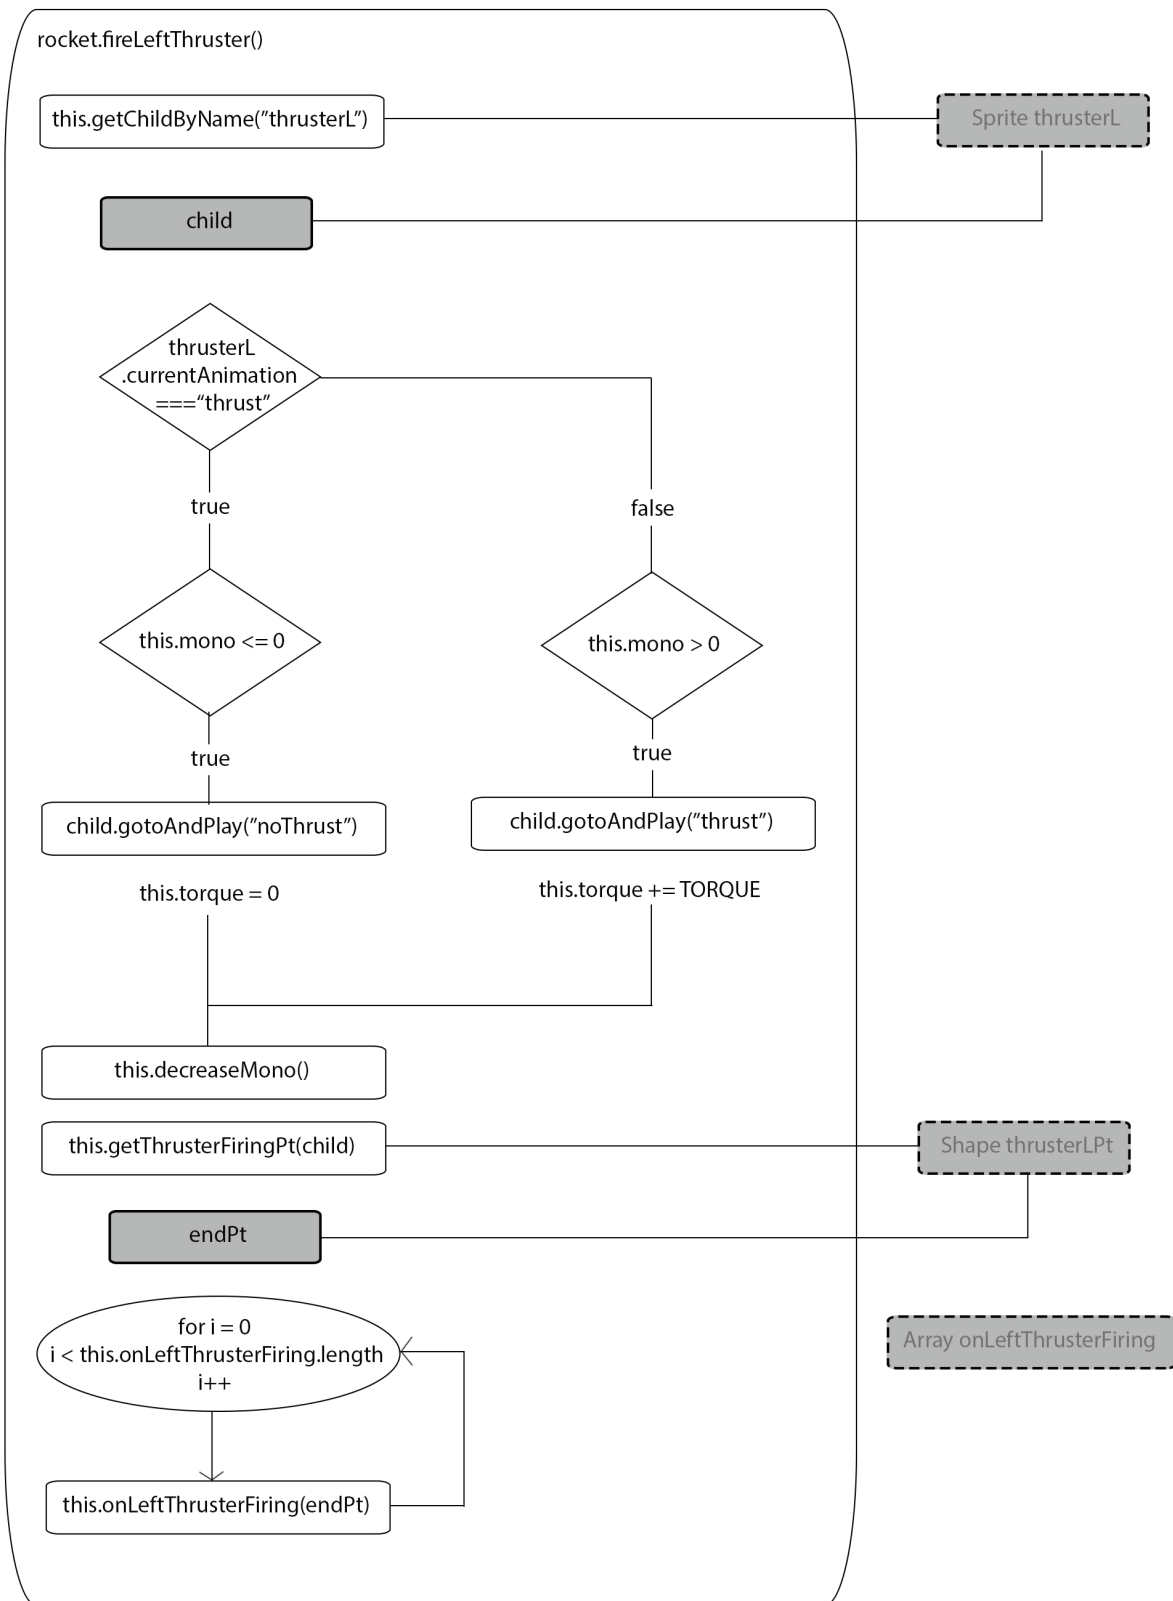 rocket.fireLeftThruster()
this.getChildByName(”thrusterL”)
Sprite thrusterL
child
thrusterL
.currentAnimation
===“thrust”
true
false
this.mono <= 0
this.mono > 0
true
true
child.gotoAndPlay(”noThrust”)
child.gotoAndPlay(”thrust”)
this.torque = 0
this.torque += TORQUE
this.decreaseMono()
this.getThrusterFiringPt(child)
Shape thrusterLPt
endPt
for i = 0
i < this.onLeftThrusterFiring.length
i++
Array onLeftThrusterFiring
this.onLeftThrusterFiring(endPt)